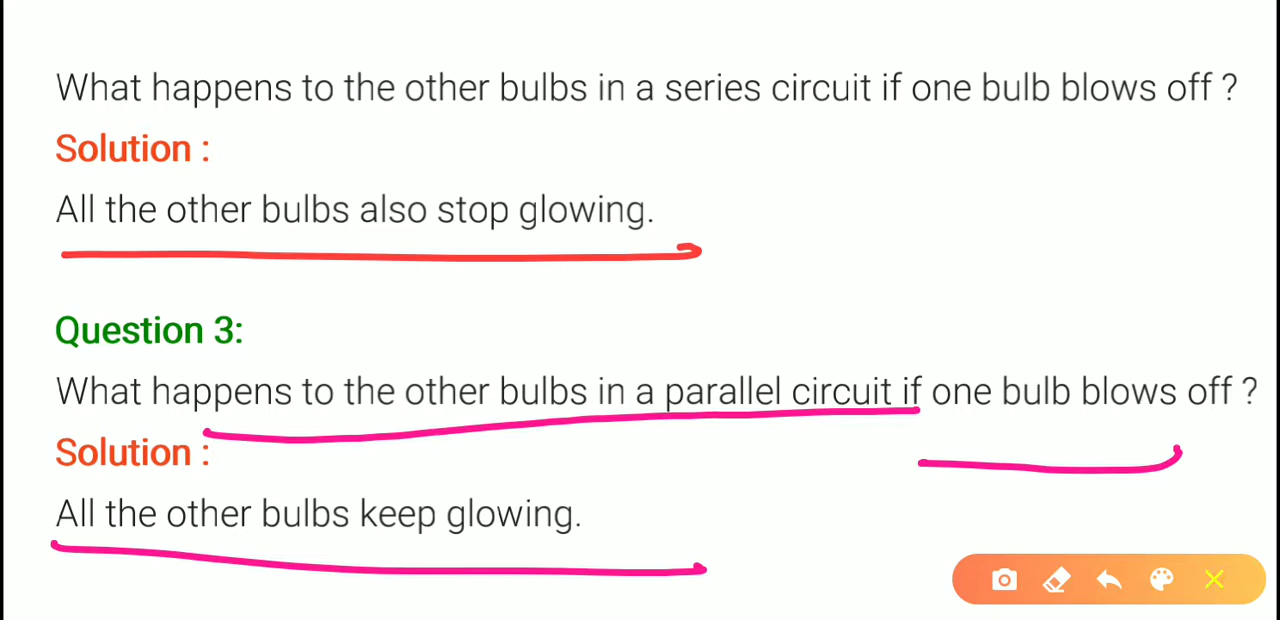 What happens to the other bulbs in a series circuit if one bulb blows off ?
Solution :
All the other bulbs also stop glowing.
Question 3:
What happens to the other bulbs in a parallel circuit if one bulb blows off ?
Solution :
All the other bulbs keep glowing.